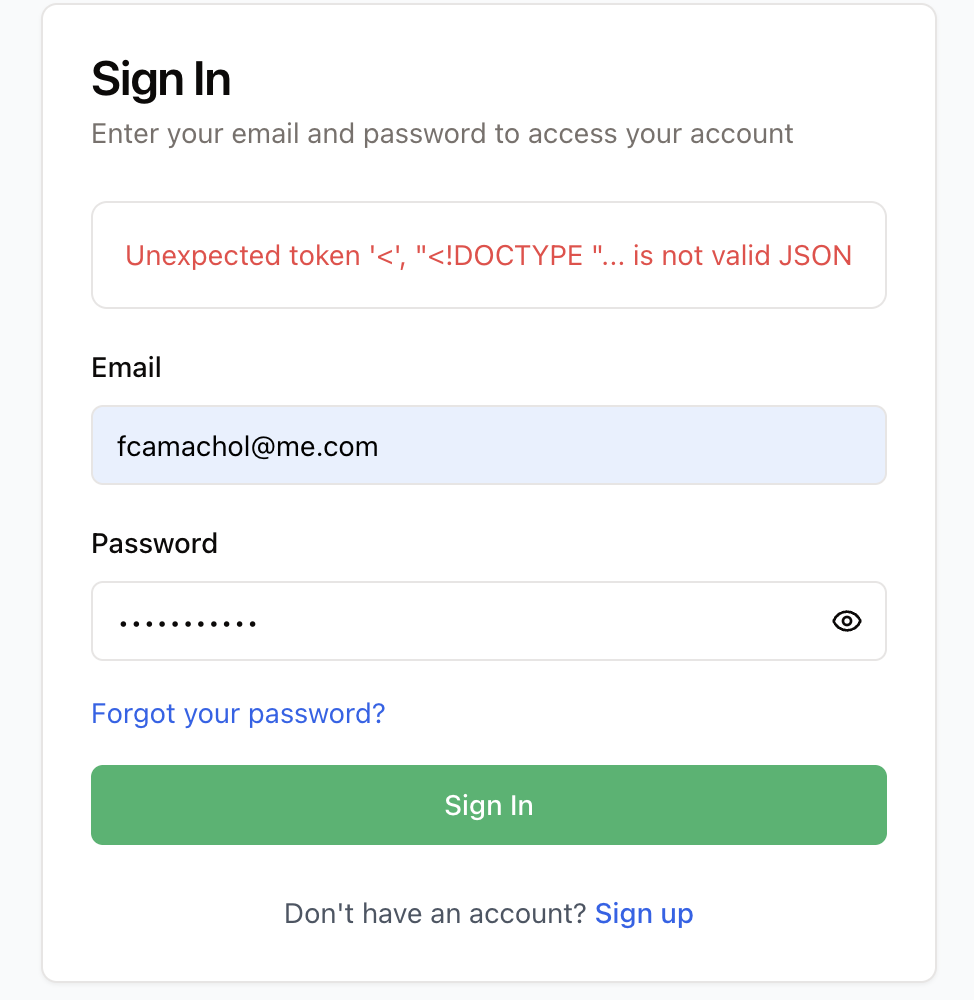 Sign In
Enter your email and password to access your account
Unexpected token '<', "<!DOCTYPE "... is not valid JSON
Email
fcamachol@me.com
Password
•••••••••••
Forgot your password?
Sign In
Don't have an account? Sign up